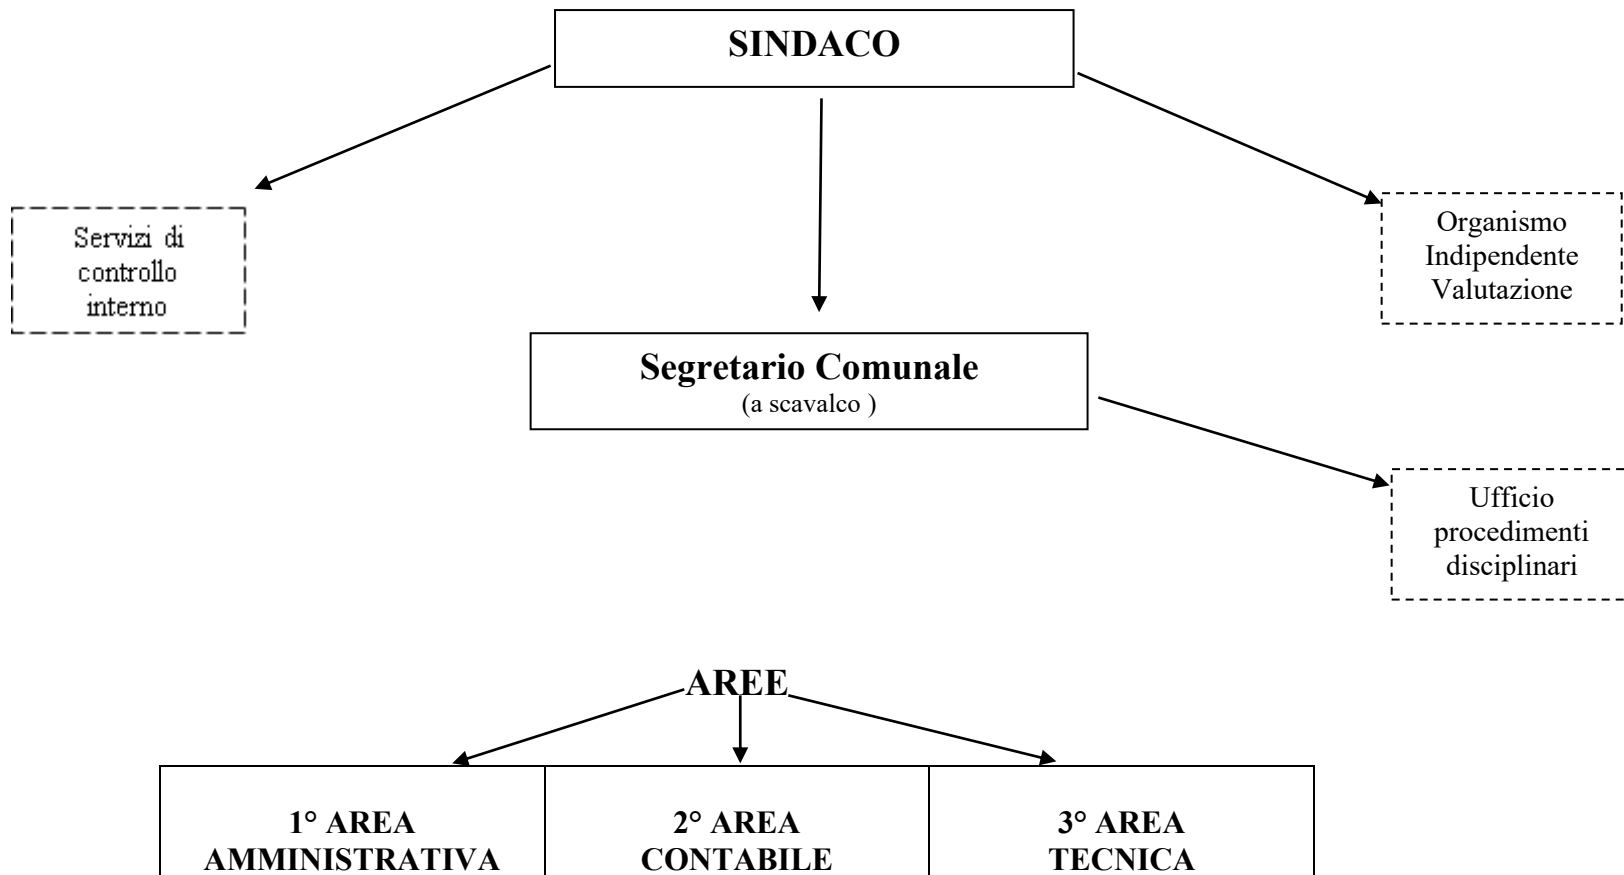 SINDACO
Servizi di
controllo
interno
Organismo
Indipendente
Valutazione
Segretario Comunale
(a scavalco )
Ufficio
procedimenti
disciplinari
AREE
1° AREA
AMMINISTRATIVA
2° AREA
CONTABILE
3° AREA
TECNICA